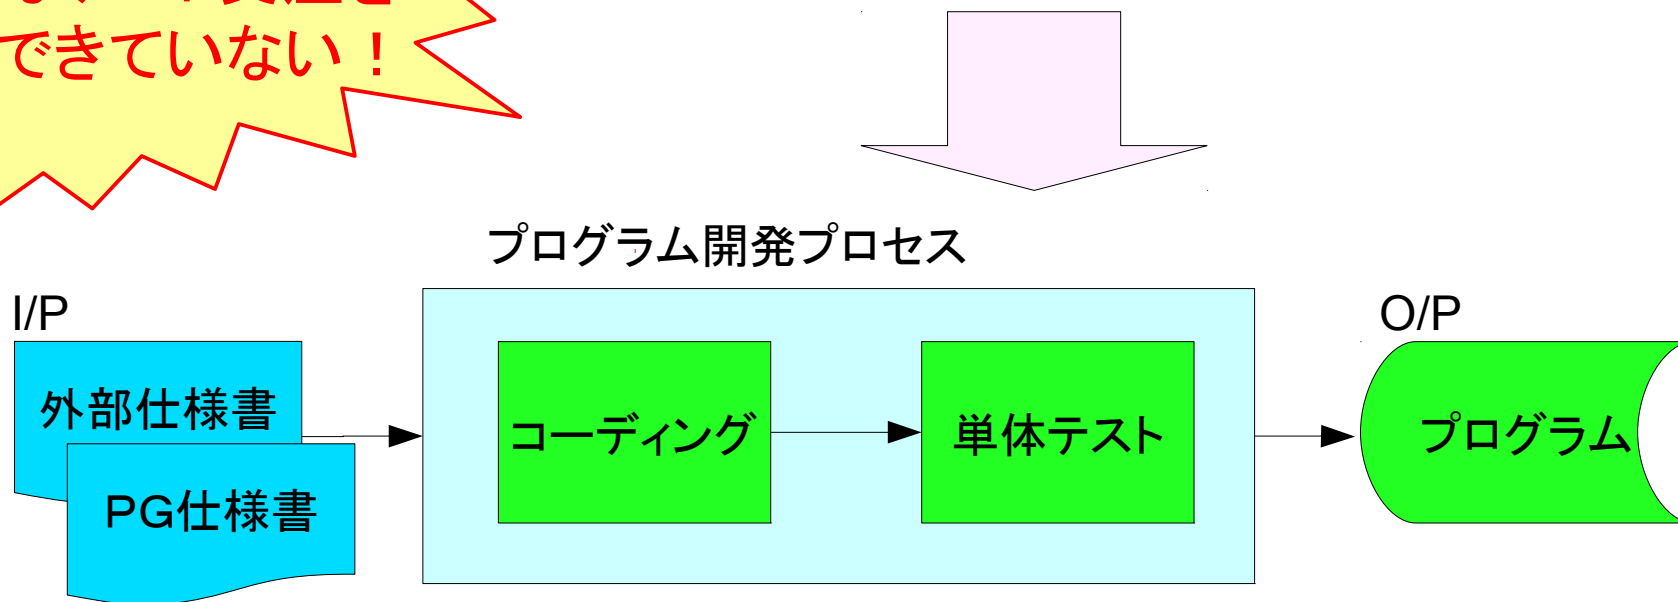 できていない！
プログラム開発プロセス
I/P
O/P
外部仕様書
PG仕様書
コーディング
単体テスト
プログラム